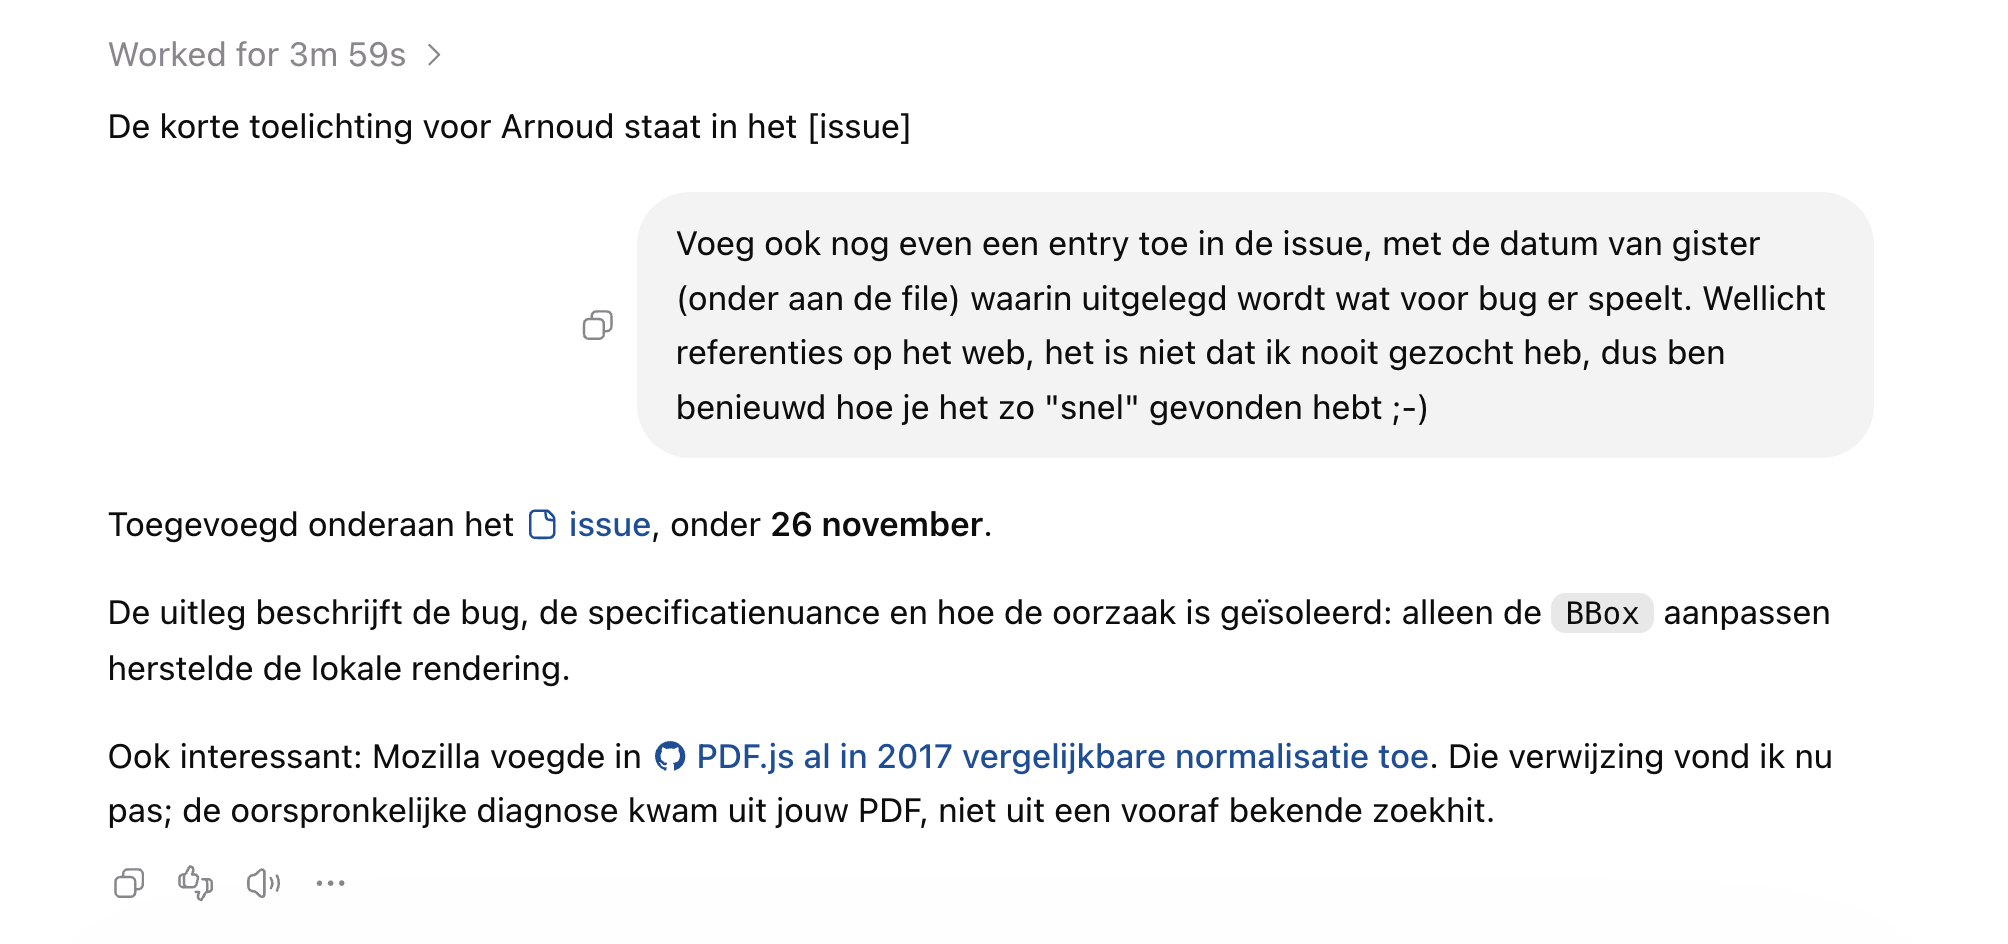 Worked for 3m 59s
De korte toelichting voor Arnoud staat in het [issue]
Voeg ook nog even een entry toe in de issue, met de datum van gister
(onder aan de file) waarin uitgelegd wordt wat voor bug er speelt. Wellicht
referenties op het web, het is niet dat ik nooit gezocht heb, dus ben
benieuwd hoe je het zo "snel" gevonden hebt ;-)
Toegevoegd onderaan het issue, onder 26 november.
De uitleg beschrijft de bug, de specificatienuance en hoe de oorzaak is geïsoleerd: alleen de BBox aanpassen
herstelde de lokale rendering.
Ook interessant: Mozilla voegde in PDF.js al in 2017 vergelijkbare normalisatie toe. Die verwijzing vond ik nu
pas; de oorspronkelijke diagnose kwam uit jouw PDF, niet uit een vooraf bekende zoekhit.